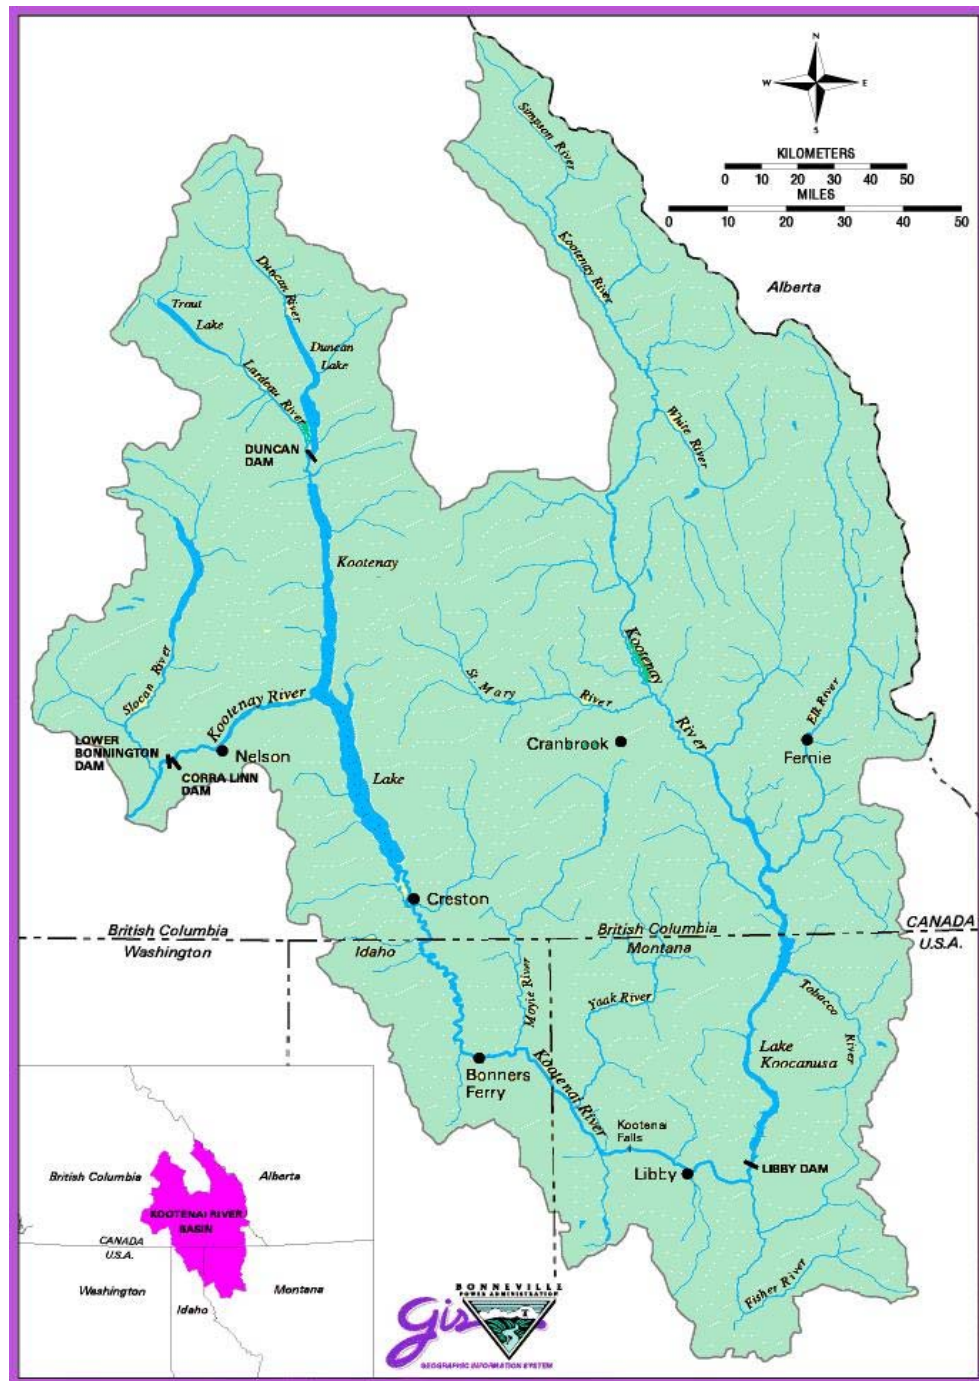 N
W
E
S
KILOMETERS
0 10 20 30 40 50
MILES
0 10 20 30 40 50
Simpson River
Kootenay River
Alberta
Duncan River
Trout
Lake
Duncan
Lake
Lardeau River
White River
DUNCAN
DAM
Kootenay
Kootenay
River
St Mary
River
Slocan River
Kootenay River
Elk River
LOWER
BONNINGTON
DAM
Nelson
CORRA LINN
DAM
Lake
Cranbrook
Fernie
Creston
British Columbia
Washington
Idaho
British Columbia
Montana
CANADA
U.S.A.
Moyie River
Yaak River
Tobacco
River
Lake
Koocanusa
Bonners
Ferry
Kootenai River
Kootenai
Falls
Libby
LIBBY DAM
Fisher River
British Columbia
Alberta
KOOTENAI RIVER
BASIN
CANADA
U.S.A.
Washington
Idaho
Montana
BONNEVILLE
POWER ADMINISTRATION
GEOGRAPHIC INFORMATION SYSTEM